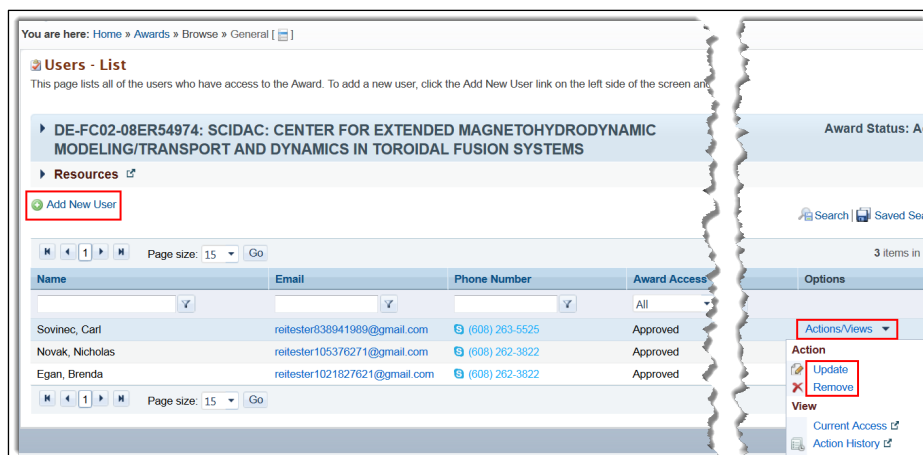 You are here: Home » Awards » Browse » General [ ]
Users - List
This page lists all of the users who have access to the Award. To add a new user, click the Add New User link on the left side of the screen and
DE-FC02-08ER54974: SCIDAC: CENTER FOR EXTENDED MAGNETOHYDRODYNAMIC
MODELING/TRANSPORT AND DYNAMICS IN TOROIDAL FUSION SYSTEMS
Award Status: A
Resources
Add New User
Search | Saved Sea
1 Page size: 15 Go
3 items in
Name Email Phone Number Award Access Options
All
Sovinec, Carl reitester838941989@gmail.com (608) 263-5525 Approved Actions/Views
Novak, Nicholas reitester105376271@gmail.com (608) 262-3822 Approved
Egan, Brenda reitester1021827621@gmail.com (608) 262-3822 Approved
1 Page size: 15 Go
Action
Update
Remove
View
Current Access
Action History